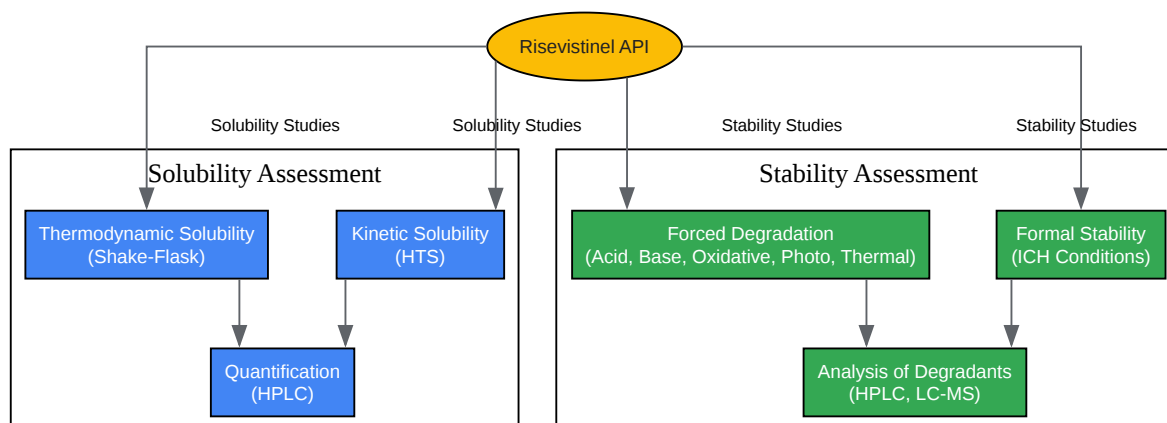 Risevistinel API
Solubility Studies
Solubility Studies
Stability Studies
Stability Studies
Solubility Assessment
Stability Assessment
Thermodynamic Solubility
(Shake-Flask)
Kinetic Solubility
(HTS)
Forced Degradation
(Acid, Base, Oxidative, Photo, Thermal)
Formal Stability
(ICH Conditions)
Quantification
(HPLC)
Analysis of Degradants
(HPLC, LC-MS)